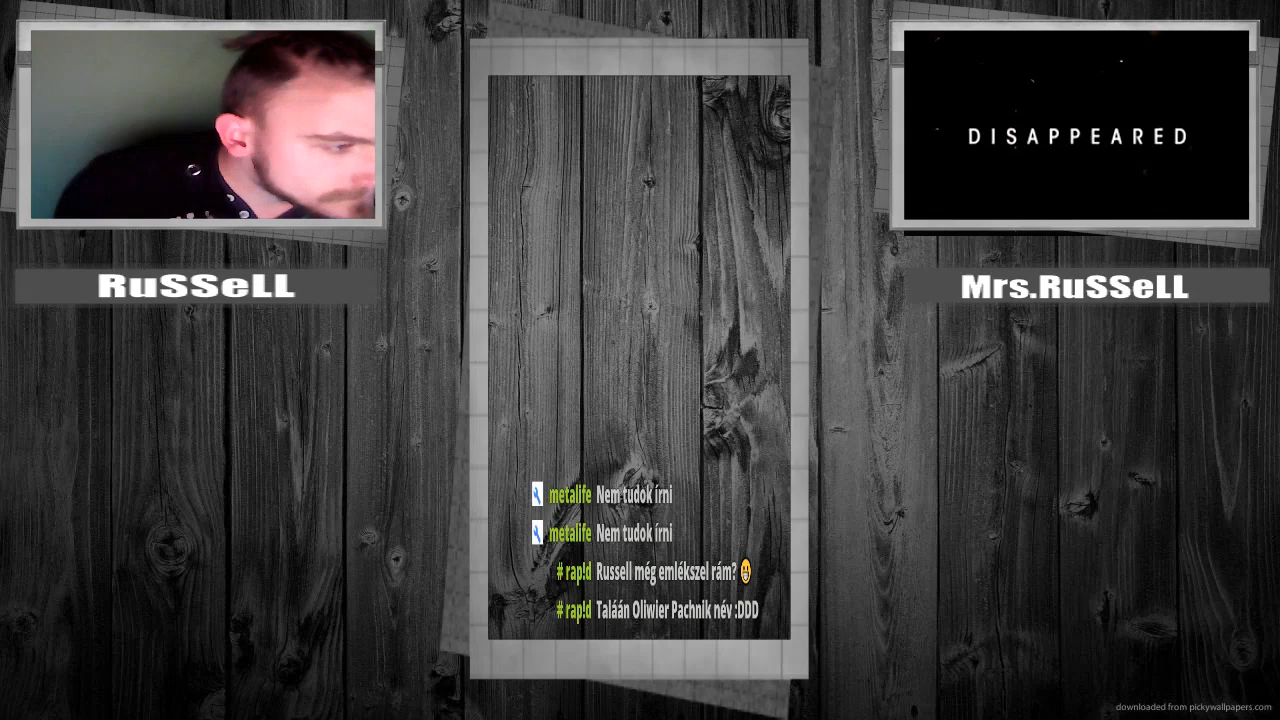 DISAPPEARED
RuSSeLL
Mrs.RuSSeLL
metalife Nem tudok írni
metalife Nem tudok írni
# rap!d Russell még emlékszel rám? 😀
# rap!d Taláán Oliwier Pachnik név :DDD
downloaded from pickywallpapers.com